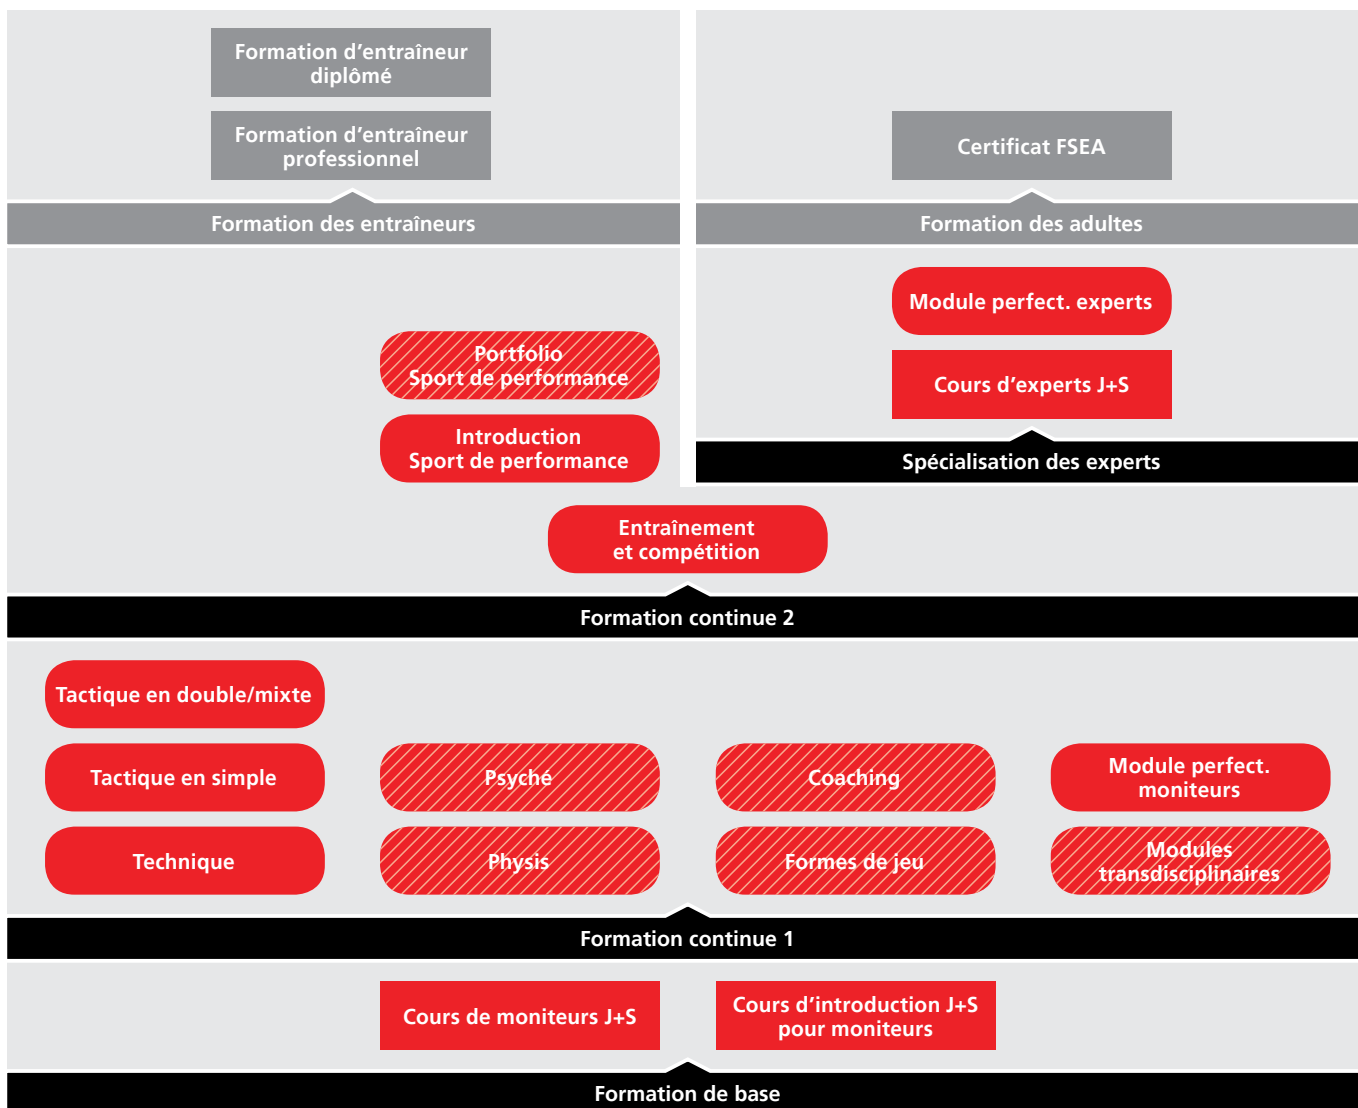 Formation d'entraîneur
diplômé
Formation d'entraîneur
professionnel
Certificat FSEA
Formation des entraîneurs
Formation des adultes
Module perfect. experts
Portfolio
Sport de performance
Cours d'experts J+S
Introduction
Sport de performance
Spécialisation des experts
Entraînement
et compétition
Formation continue 2
Tactique en double/mixte
Tactique en simple
Psyché
Coaching
Module perfect.
moniteurs
Technique
Physis
Formes de jeu
Modules
transdisciplinaires
Formation continue 1
Cours de moniteurs J+S
Cours d'introduction J+S
pour moniteurs
Formation de base